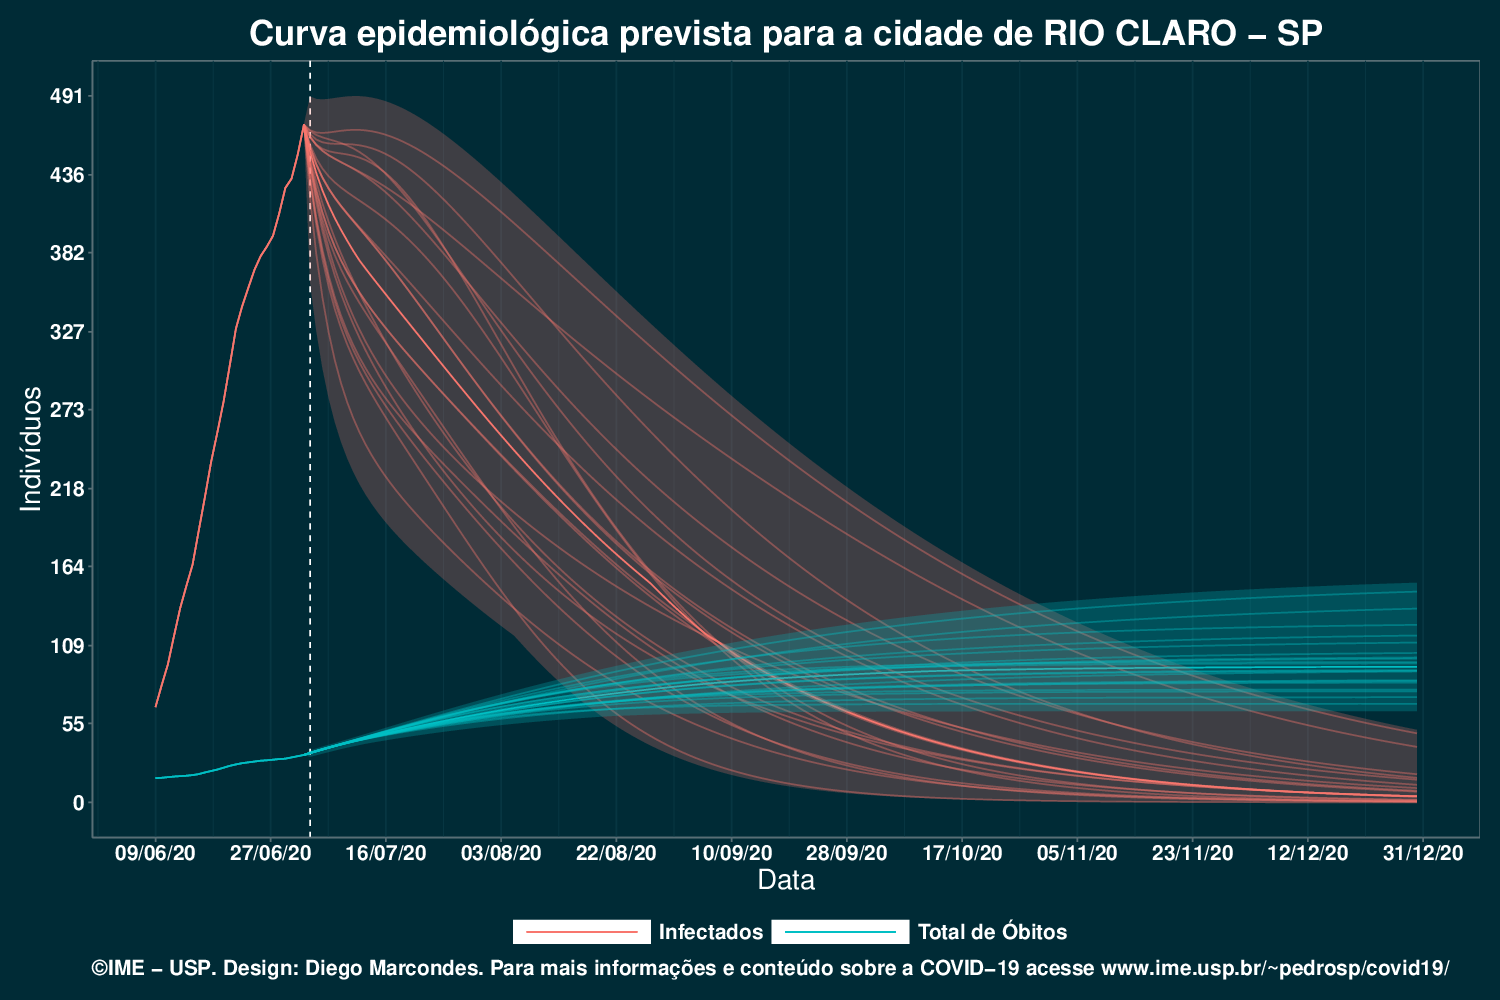 Curva epidemiológica prevista para a cidade de RIO CLARO – SP
Indivíduos
491
436
382
327
273
218
164
109
55
0
09/06/20 27/06/20 16/07/20 03/08/20 22/08/20 10/09/20 28/09/20 17/10/20 05/11/20 23/11/20 12/12/20 31/12/20
Data
Infectados Total de Óbitos
©IME – USP. Design: Diego Marcondes. Para mais informações e conteúdo sobre a COVID–19 acesse www.ime.usp.br/~pedrosp/covid19/